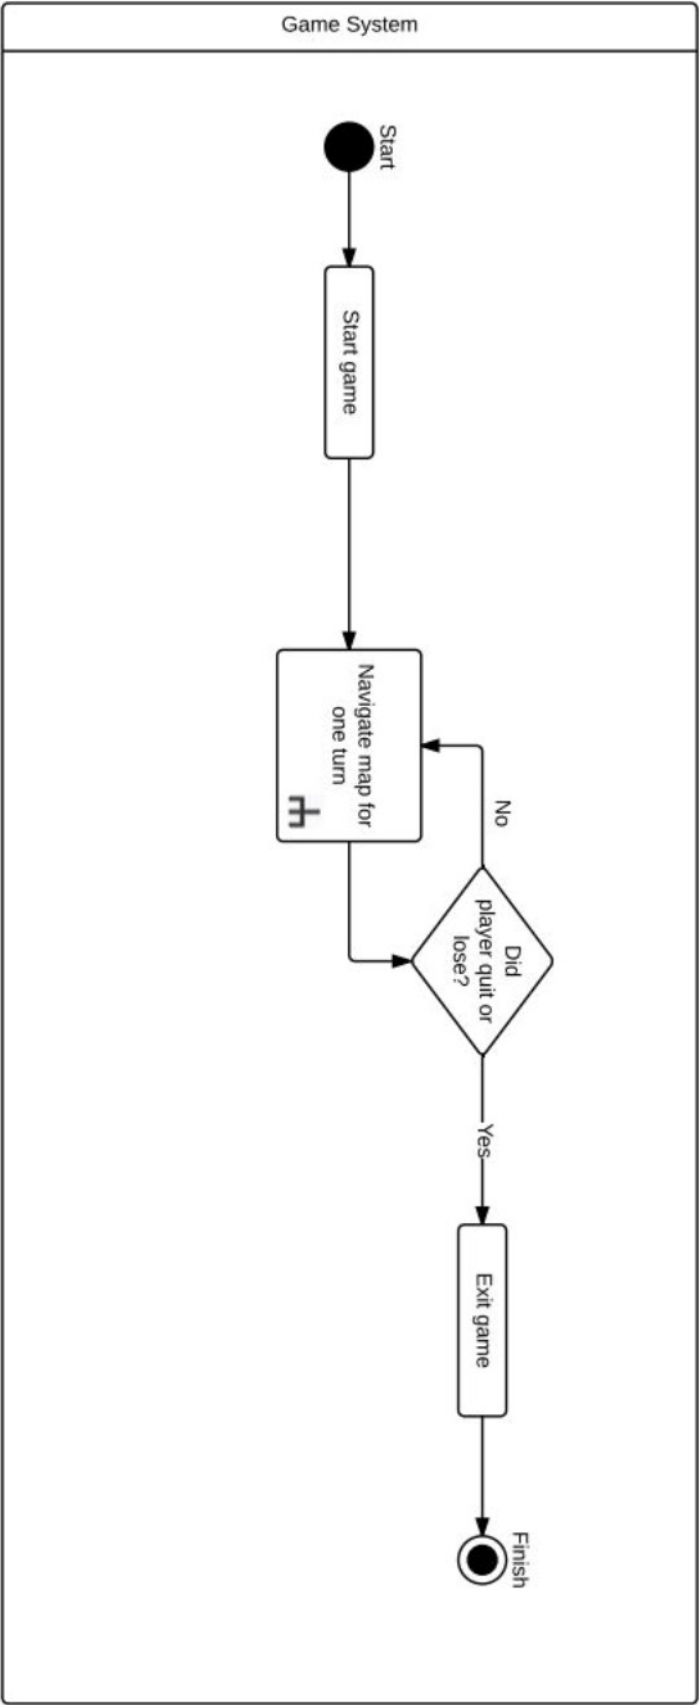 Game System
Start
Start game
Navigate map for
one turn
No
Did
player quit or
lose?
Yes
Exit game
Finish